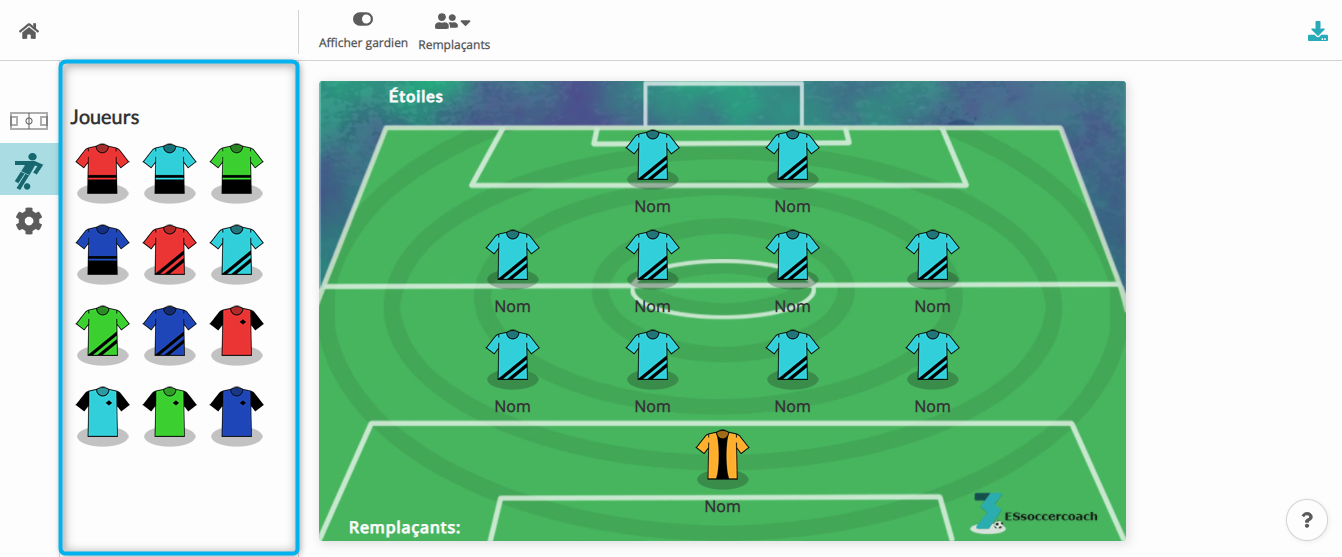 Afficher gardien
Remplaçants
Joueurs
Étoiles
Nom Nom
Nom Nom Nom Nom
Nom Nom Nom Nom
Nom
ESsoccercoach
Remplaçants:
?